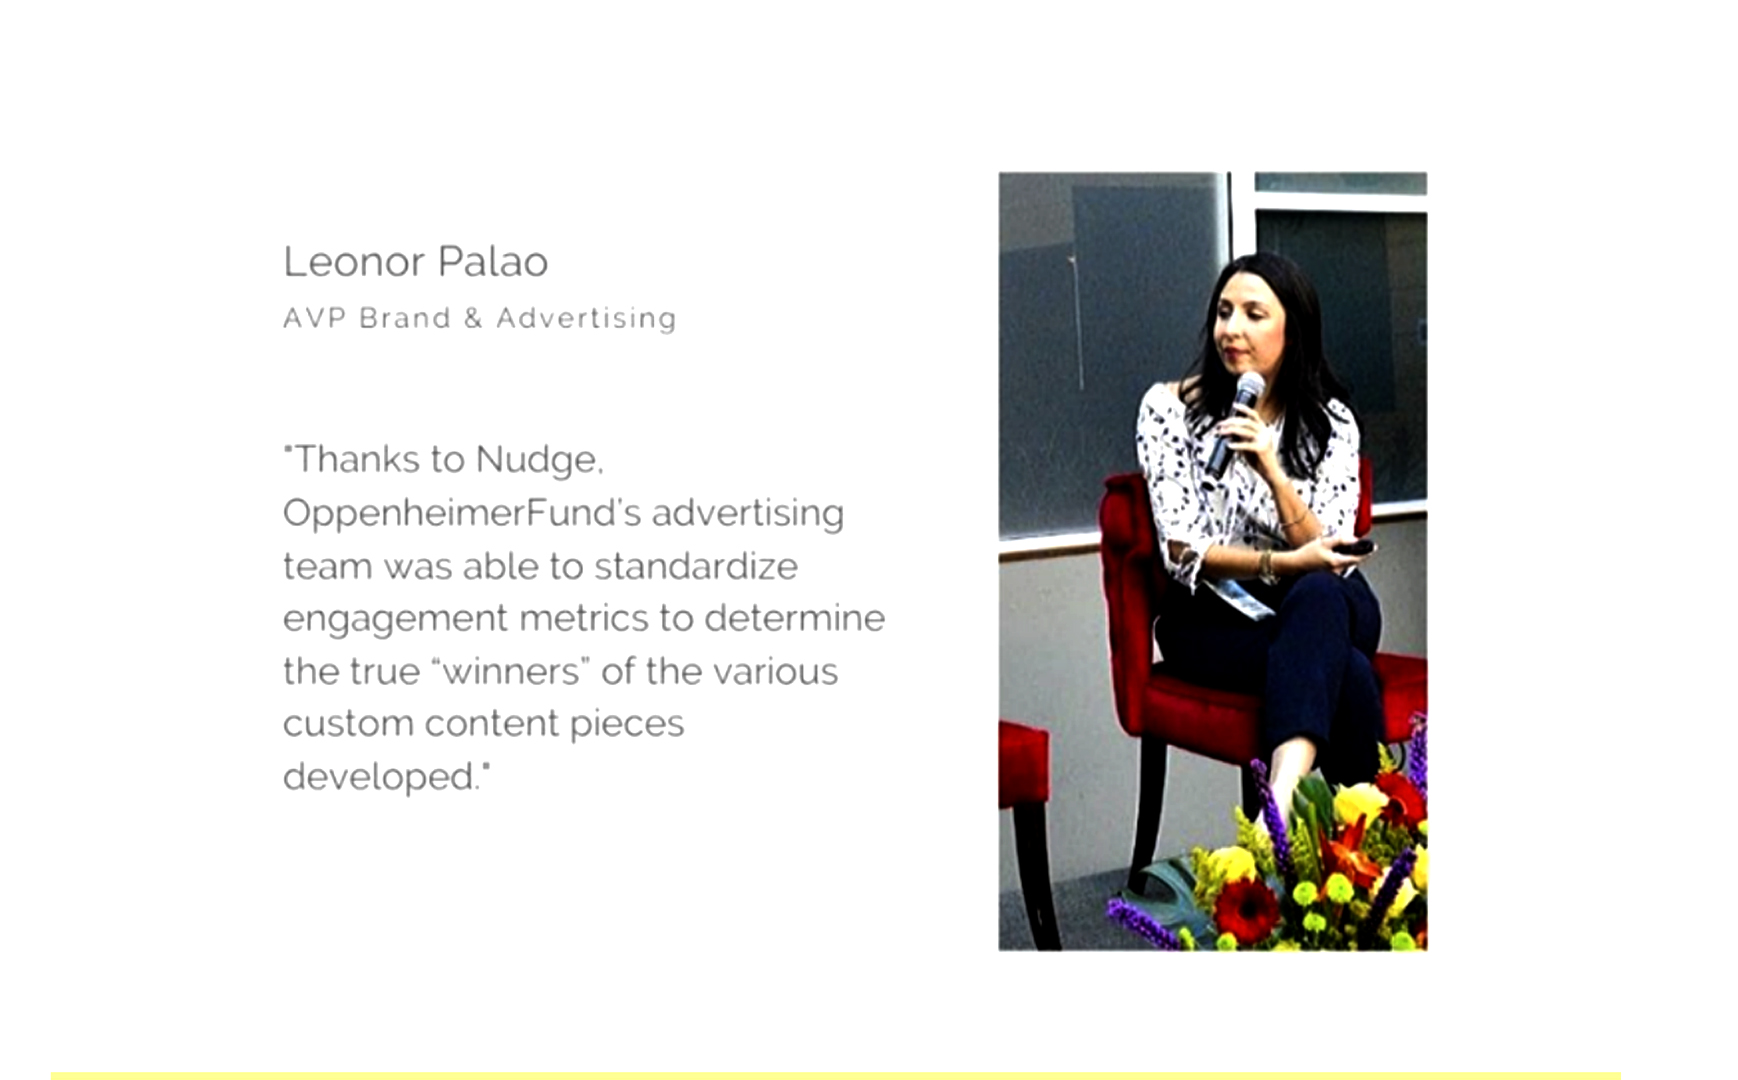 Leonor Palao
AVP Brand & Advertising
"Thanks to Nudge,
OppenheimerFund's advertising
team was able to standardize
engagement metrics to determine
the true “winners” of the various
custom content pieces
developed."